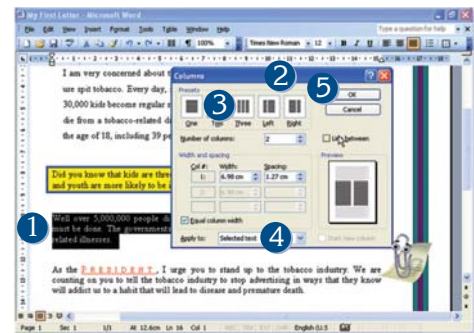 My First Letter - Microsoft Word
File Edit View Insert Format Tools Table Window Help
Type a question for help
100% Times New Roman 12 B I U
I am very concerned about
ure spit tobacco. Every day,
30,000 kids become regular
die from a tobacco-related
the age of 18, including 39
Did you know that kids are
and youth are more likely to be
Well over 5,000,000 people
must be done. The governments
related illnesses.
As the PRESIDENT, I urge you to stand up to the tobacco industry. We are
counting on you to tell the tobacco industry to stop advertising in ways that they know
will addict us to a habit that will lead to disease and premature death.
Columns
Presets
One Two Three Left Right
OK
Cancel
Number of columns: 2
Line between
Width and spacing
Preview
Col #: Width: Spacing:
1: 6.98 cm 1.27 cm
Equal column width
Apply to: Selected text
Start new column
1
2
3
4
5
Page 1 Sec 1 1/1 At 12.6cm Ln 16 Col 1 English (U.S